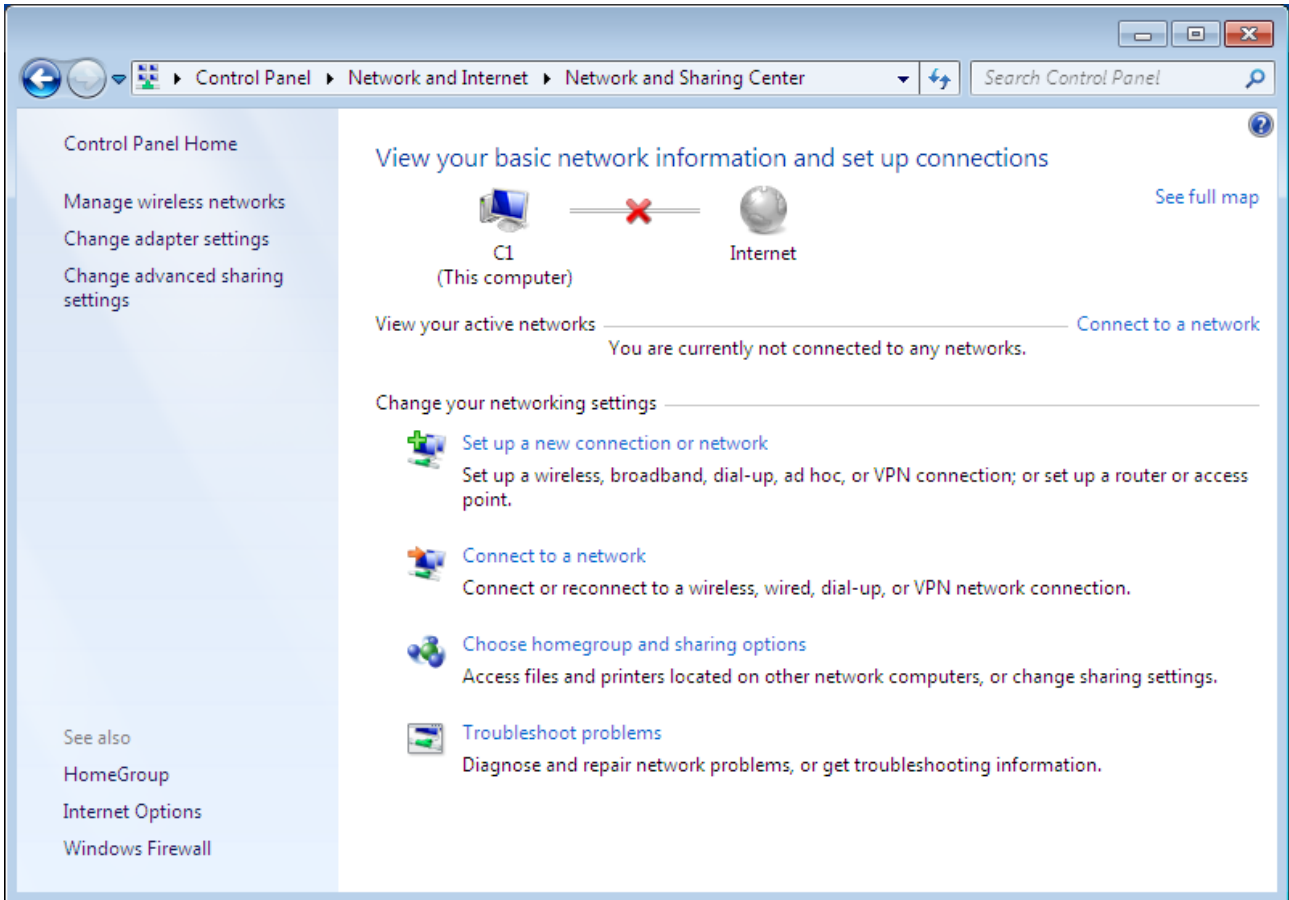 Control Panel Network and Internet Network and Sharing Center Search Control Panel
Control Panel Home
Manage wireless networks
Change adapter settings
Change advanced sharing
settings
See also
HomeGroup
Internet Options
Windows Firewall
View your basic network information and set up connections
See full map
C1
(This computer)
Internet
View your active networks Connect to a network
You are currently not connected to any networks.
Change your networking settings
Set up a new connection or network
Set up a wireless, broadband, dial-up, ad hoc, or VPN connection; or set up a router or access
point.
Connect to a network
Connect or reconnect to a wireless, wired, dial-up, or VPN network connection.
Choose homegroup and sharing options
Access files and printers located on other network computers, or change sharing settings.
Troubleshoot problems
Diagnose and repair network problems, or get troubleshooting information.